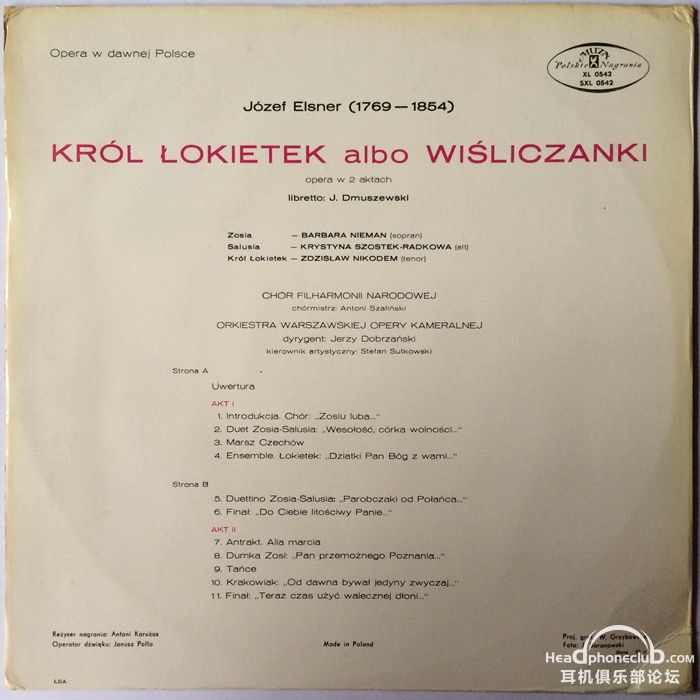 Opera w dawnej Polsce
MUZA
Polskie Nagrania
XL 0542
SXL 0542
Józef Elsner (1769—1854)
KRÓL ŁOKIETEK albo WIŚLICZANKI
opera w 2 aktach
libretto: J. Dmuszewski
Zosia — BARBARA NIEMAN (sopran)
Salusia — KRYSTYNA SZOSTEK-RADKOWA (alt)
Król Łokietek — ZDZISŁAW NIKODEM (tenor)
CHÓR FILHARMONII NARODOWEJ
chórmistrz: Antoni Szaliński
ORKIESTRA WARSZAWSKIEJ OPERY KAMERALNEJ
dyrygent: Jerzy Dobrzański
kierownik artystyczny: Stefan Sutkowski
Strona A
Uwertura
AKT I
1. Introdukcja. Chór: „Zosiu luba..."
2. Duet Zosia-Salusia: „Wesołość, córka wolności..."
3. Marsz Czechów
4. Ensemble. Łokietek: „Dziatki Pan Bóg z wami..."
Strona B
5. Duettino Zosia-Salusia: „Parobczaki od Połańca..."
6. Finał: „Do Ciebie litościwy Panie..."
AKT II
7. Antrakt. Alla marcia
8. Dumka Zosi: „Pan przemożnego Poznania..."
9. Tańce
10. Krakowiak: „Od dawna bywał jedyny zwyczaj..."
11. Finał: „Teraz czas użyć walecznej dłoni..."
Reżyser nagrania: Antoni Karużas
Operator dźwięku: Janusz Pollo
Made in Poland
Proj. W.
Foto
ŁDA
Headphoneclub.com
耳机俱乐部论坛